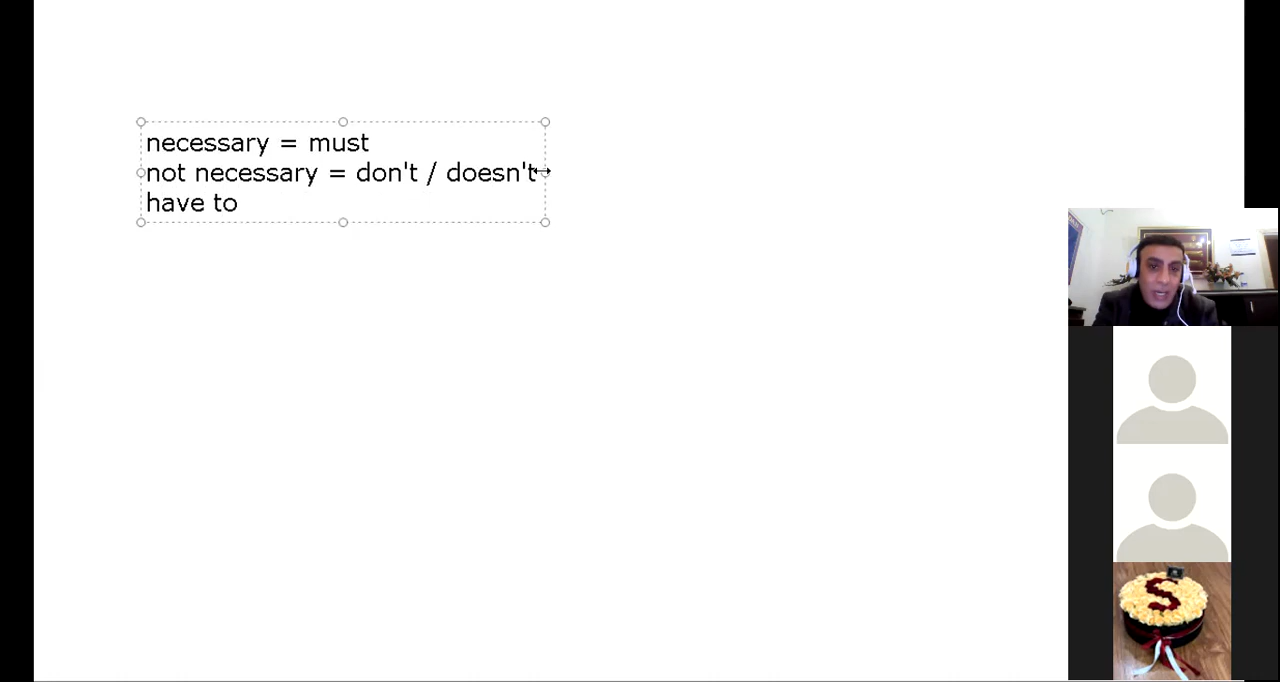 necessary = must
not necessary = don't / doesn't
have to
S